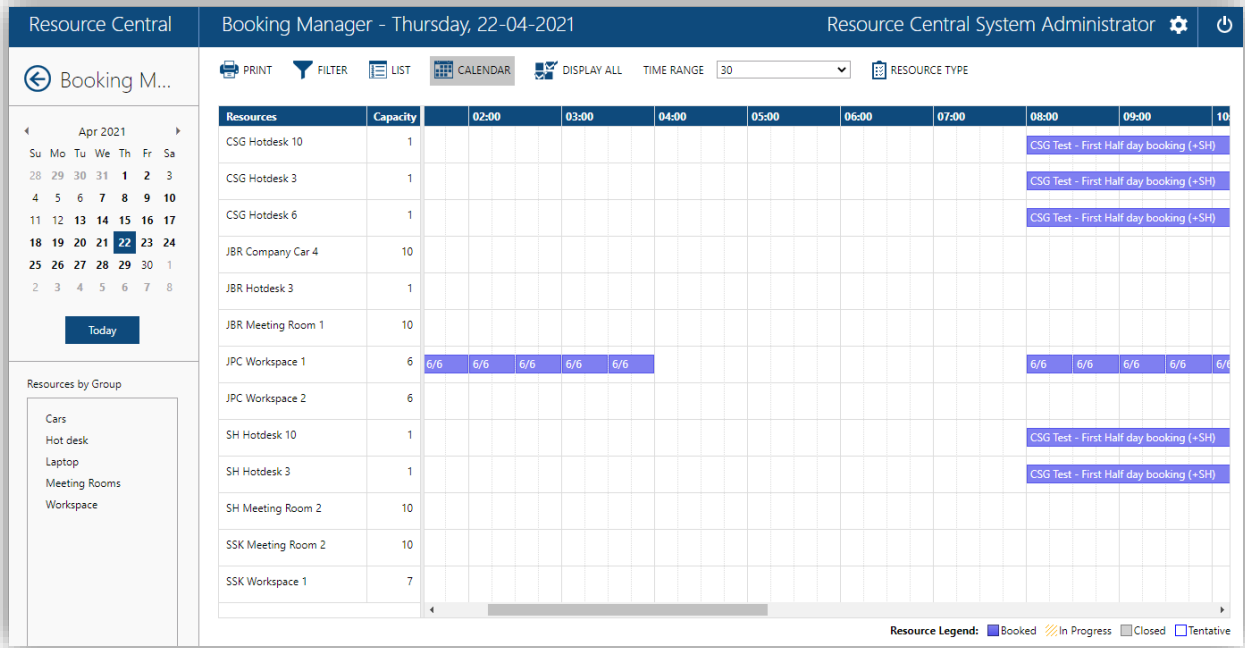 Resource Central
Booking Manager - Thursday, 22-04-2021
Resource Central System Administrator
Booking M...
PRINT FILTER LIST CALENDAR DISPLAY ALL TIME RANGE 30 RESOURCE TYPE
Apr 2021
Su Mo Tu We Th Fr Sa
28 29 30 31 1 2 3
4 5 6 7 8 9 10
11 12 13 14 15 16 17
18 19 20 21 22 23 24
25 26 27 28 29 30 1
2 3 4 5 6 7 8
Today
Resources by Group
Cars
Hot desk
Laptop
Meeting Rooms
Workspace
Resources Capacity 02:00 03:00 04:00 05:00 06:00 07:00 08:00 09:00 10:
CSG Hotdesk 10 1 CSG Test - First Half day booking (+SH)
CSG Hotdesk 3 1 CSG Test - First Half day booking (+SH)
CSG Hotdesk 6 1 CSG Test - First Half day booking (+SH)
JBR Company Car 4 10
JBR Hotdesk 3 1
JBR Meeting Room 1 10
JPC Workspace 1 6 6/6 6/6 6/6 6/6 6/6 6/6 6/6 6/6 6/6 6/6
JPC Workspace 2 6
SH Hotdesk 10 1 CSG Test - First Half day booking (+SH)
SH Hotdesk 3 1 CSG Test - First Half day booking (+SH)
SH Meeting Room 2 10
SSK Meeting Room 2 10
SSK Workspace 1 7
Resource Legend: Booked In Progress Closed Tentative